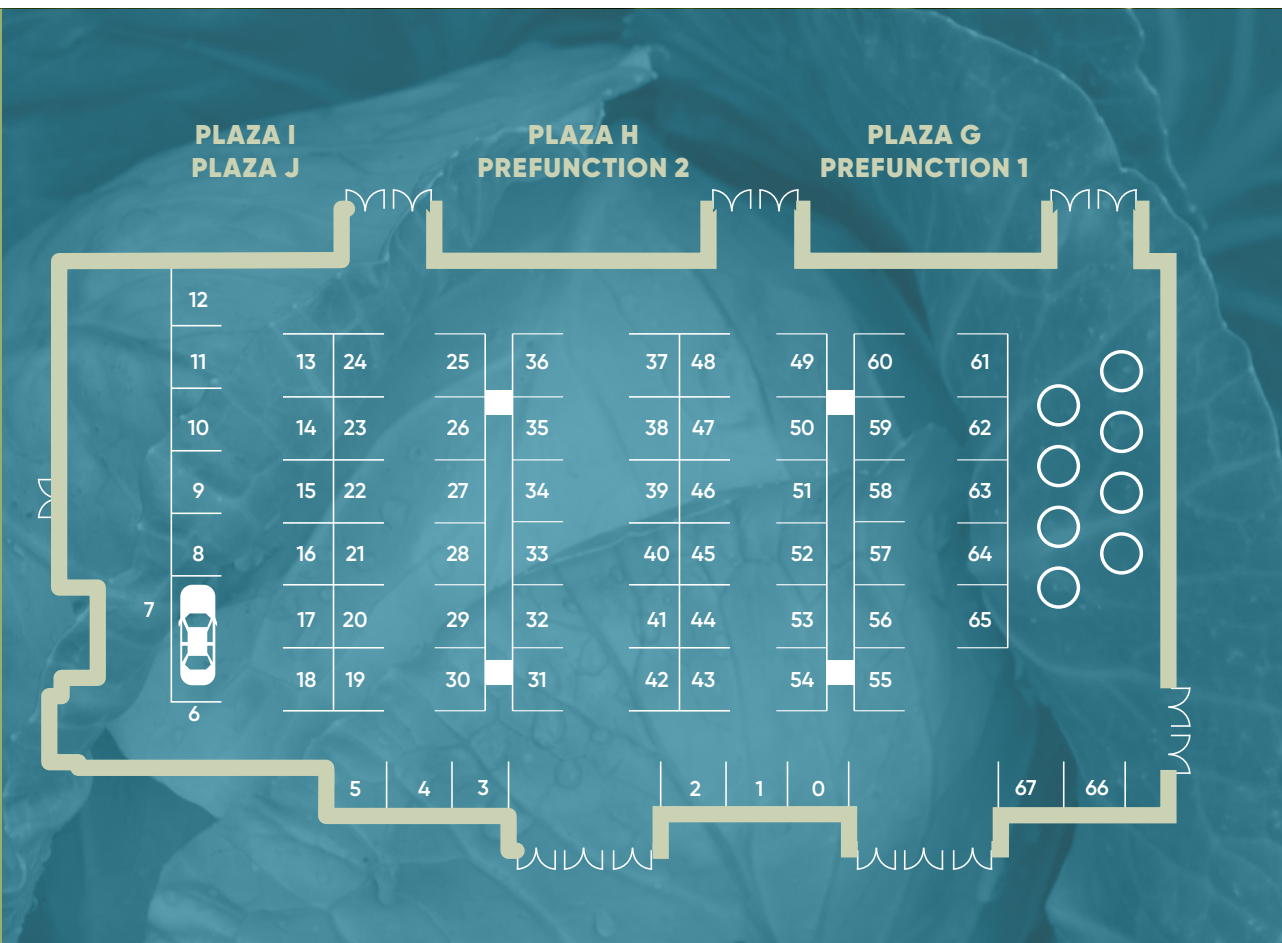 PLAZA I PLAZA H PLAZA G
PLAZA J PREFUNCTION 2 PREFUNCTION 1
12
11 13 24 25 36 37 48 49 60 61
10 14 23 26 35 38 47 50 59 62
9 15 22 27 34 39 46 51 58 63
8 16 21 28 33 40 45 52 57 64
7 17 20 29 32 41 44 53 56 65
18 19 30 31 42 43 54 55
6
5 4 3 2 1 0 67 66